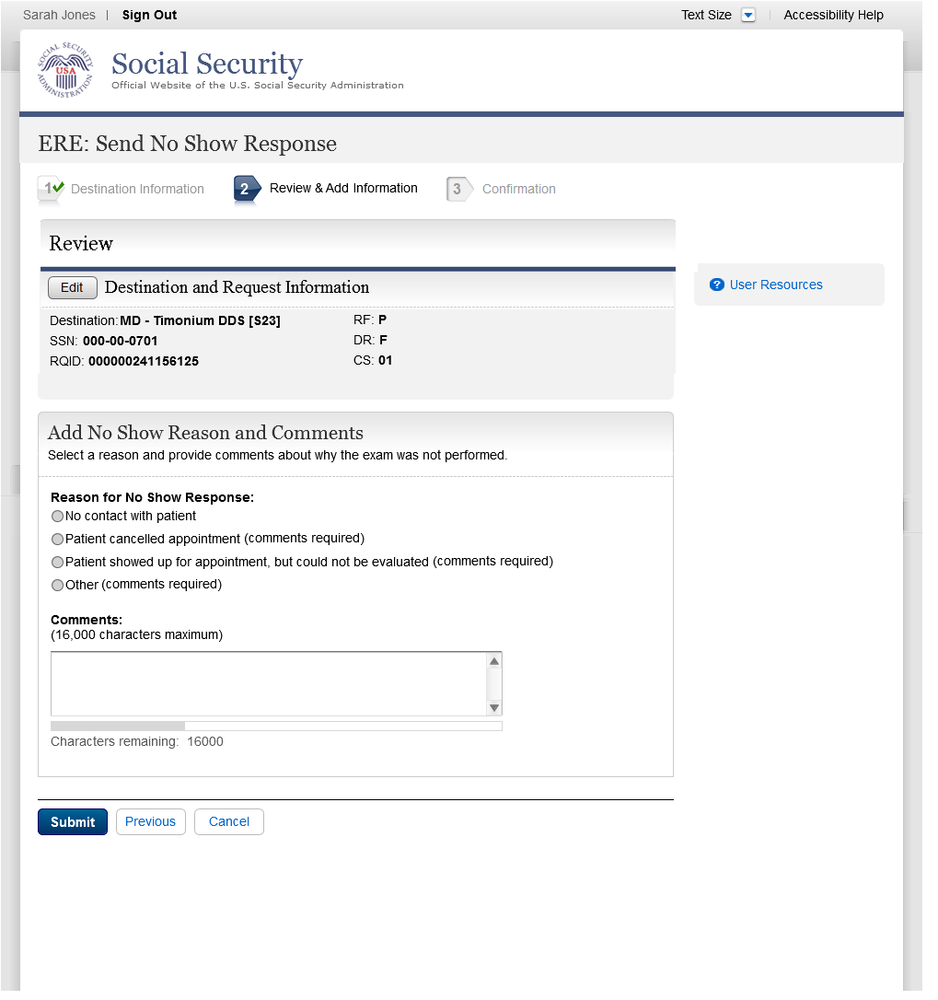 Sarah Jones | Sign Out Text Size | Accessibility Help
SOCIAL SECURITY ADMINISTRATION
USA
Social Security
Official Website of the U.S. Social Security Administration
ERE: Send No Show Response
1 Destination Information 2 Review & Add Information 3 Confirmation
Review
Edit Destination and Request Information
? User Resources
Destination: MD - Timonium DDS [S23] RF: P
SSN: 000-00-0701 DR: F
RQID: 000000241156125 CS: 01
Add No Show Reason and Comments
Select a reason and provide comments about why the exam was not performed.
Reason for No Show Response:
No contact with patient
Patient cancelled appointment (comments required)
Patient showed up for appointment, but could not be evaluated (comments required)
Other (comments required)
Comments:
(16,000 characters maximum)
Characters remaining: 16000
Submit Previous Cancel